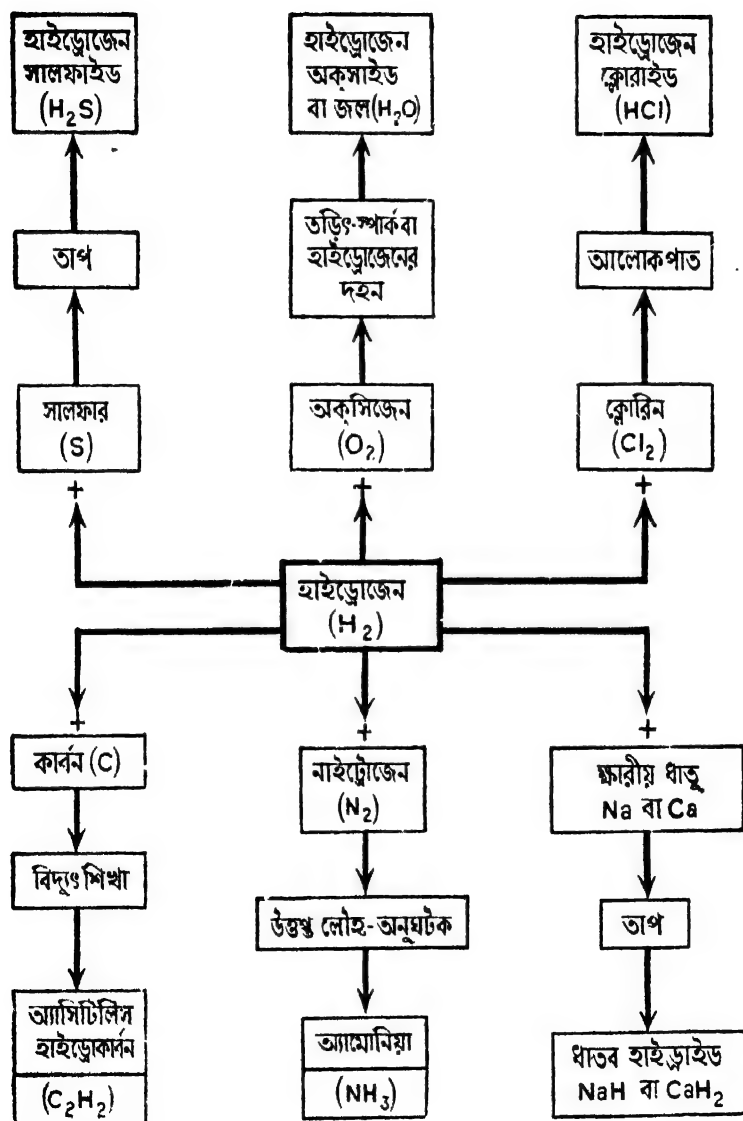 হাইড্রোজেন
সালফাইড
(H₂S)
হাইড্রোজেন
অক্সাইড
বা জল(H₂O)
হাইড্রোজেন
ক্লোরাইড
(HCl)
তাপ
তড়িৎ-স্পার্ক বা
হাইড্রোজেনের
দহন
আলোকপাত
সালফার
(S)
+
অক্সিজেন
(O₂)
+
ক্লোরিন
(Cl₂)
+
হাইড্রোজেন
(H₂)
+
কার্বন (C)
+
নাইট্রোজেন
(N₂)
+
ক্ষারীয় ধাতু
Na বা Ca
বিদ্যুৎ শিখা
উত্তপ্ত লৌহ-অনুঘটক
তাপ
অ্যাসিটিলিস
হাইড্রোকার্বন
(C₂H₂)
অ্যামোনিয়া
(NH₃)
ধাতব হাইড্রাইড
NaH বা CaH₂